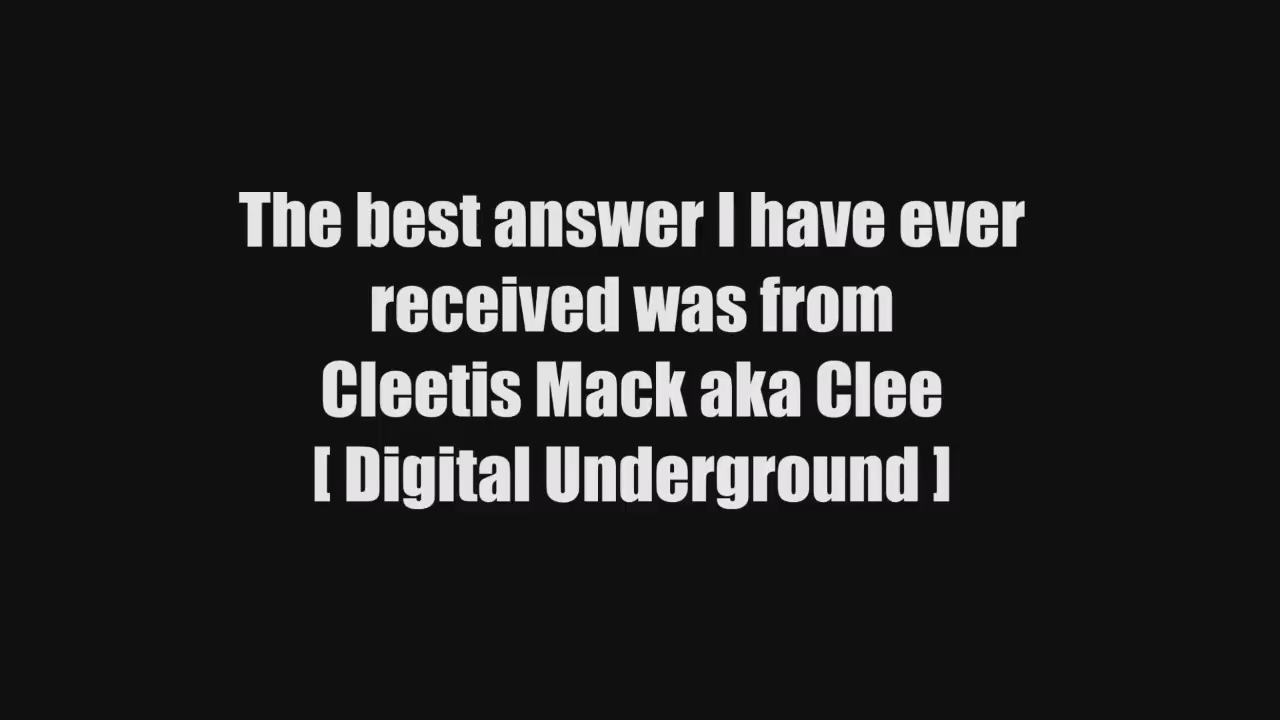 The best answer I have ever
received was from
Cleetis Mack aka Clee
[ Digital Underground ]